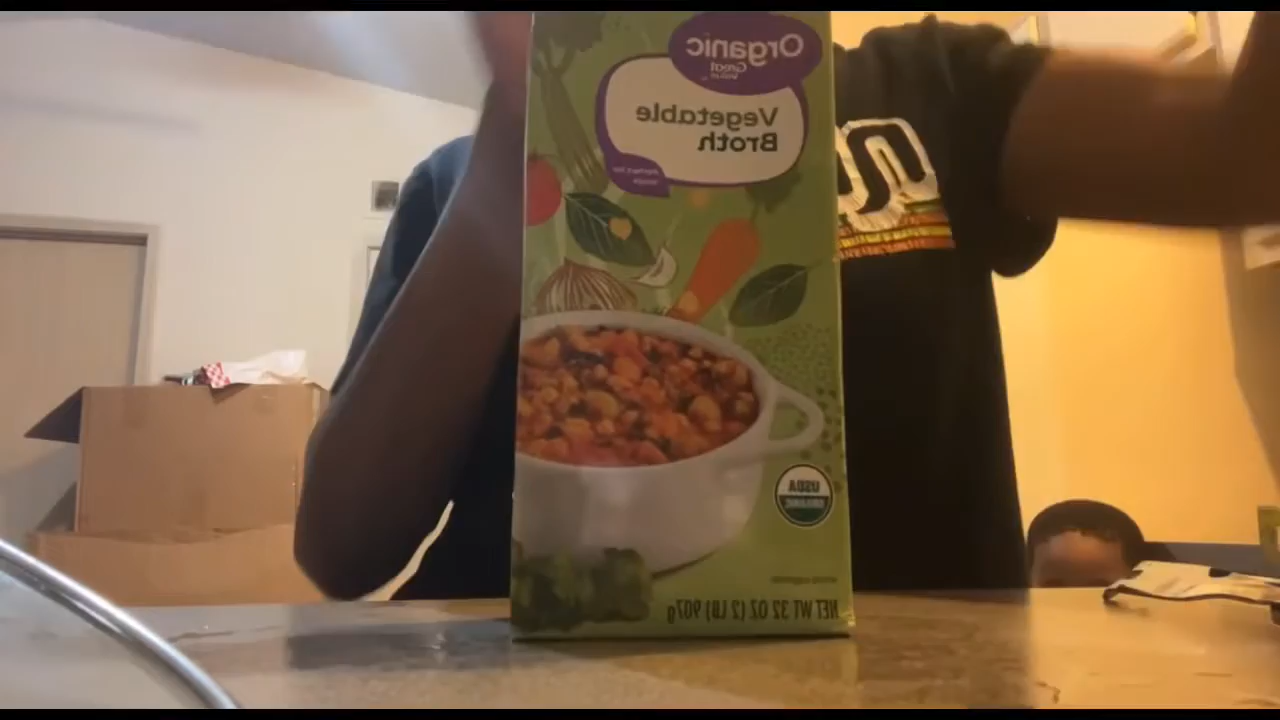 Organic
Great
Value
Vegetable
Broth
USDA
ORGANIC
NET WT 32 OZ (2 LB) 907g